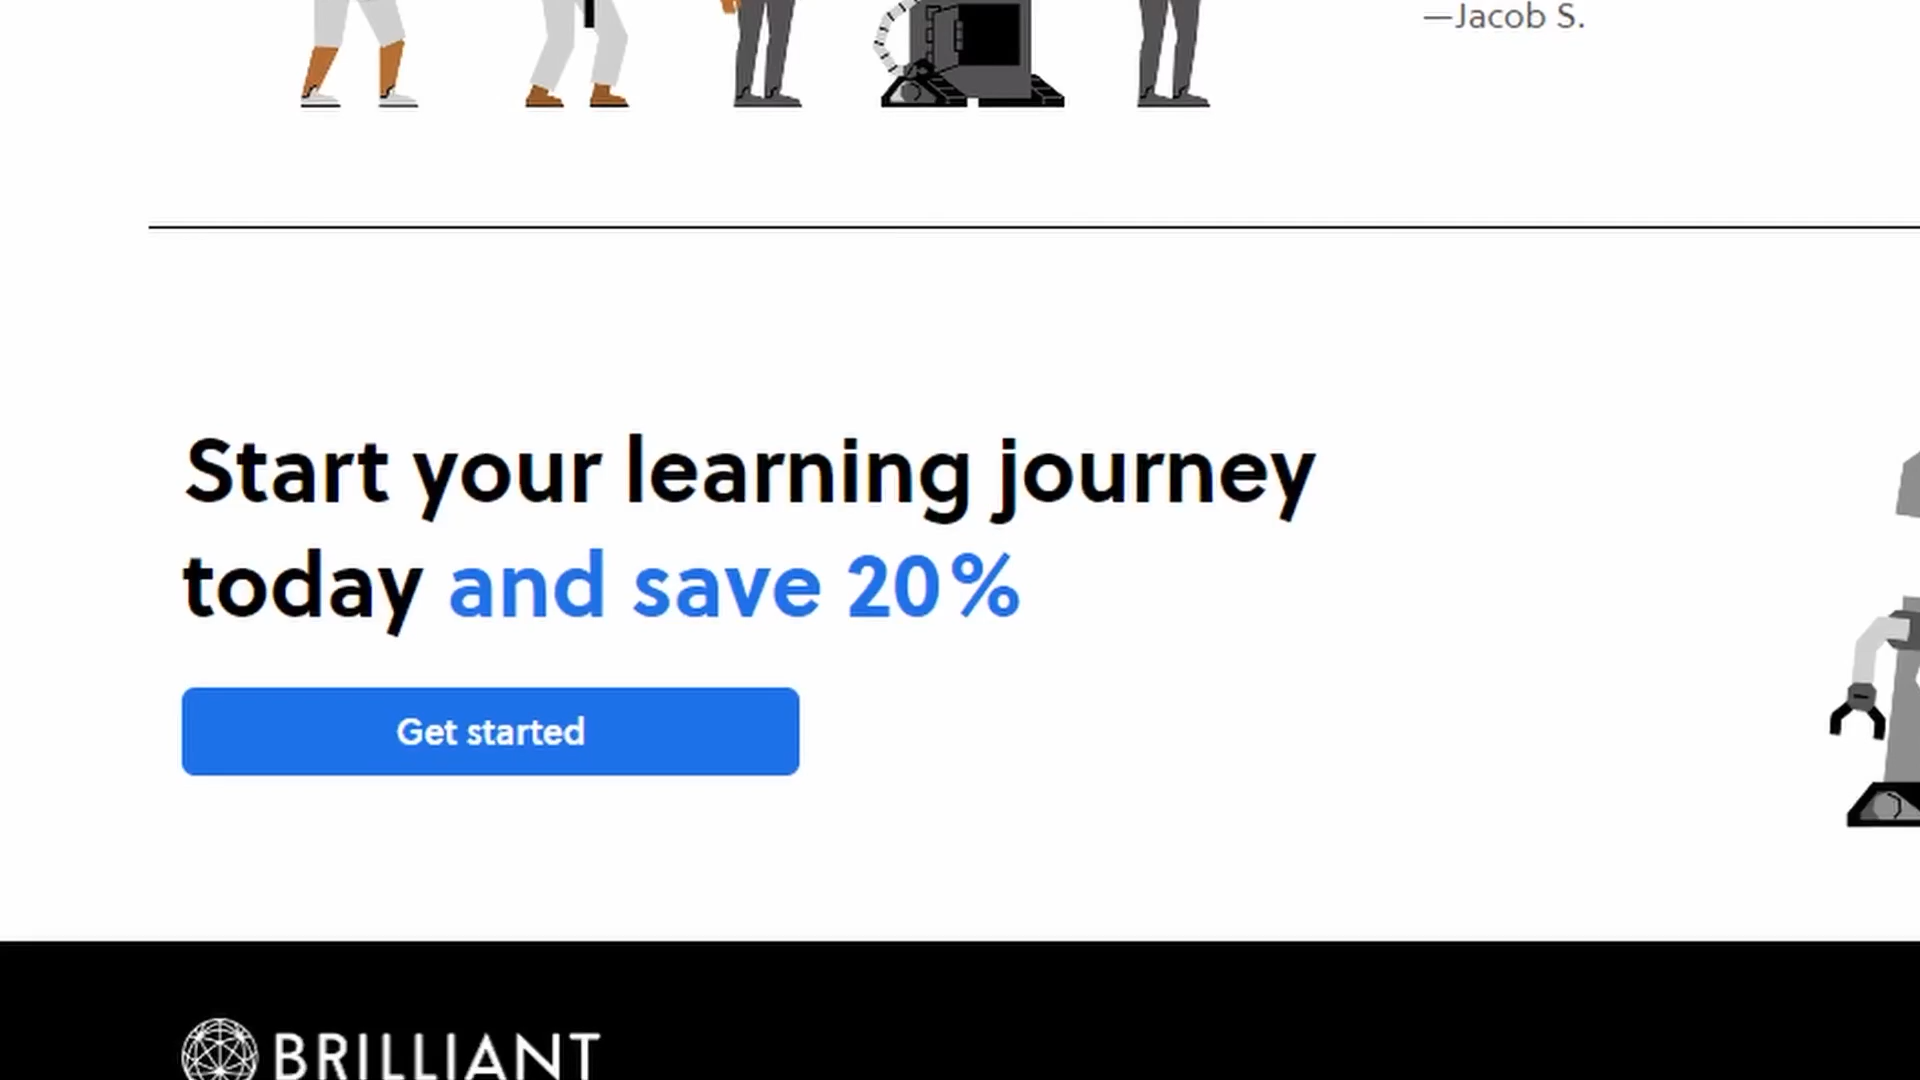 —Jacob S.
Start your learning journey
today and save 20%
Get started
BRILLIANT